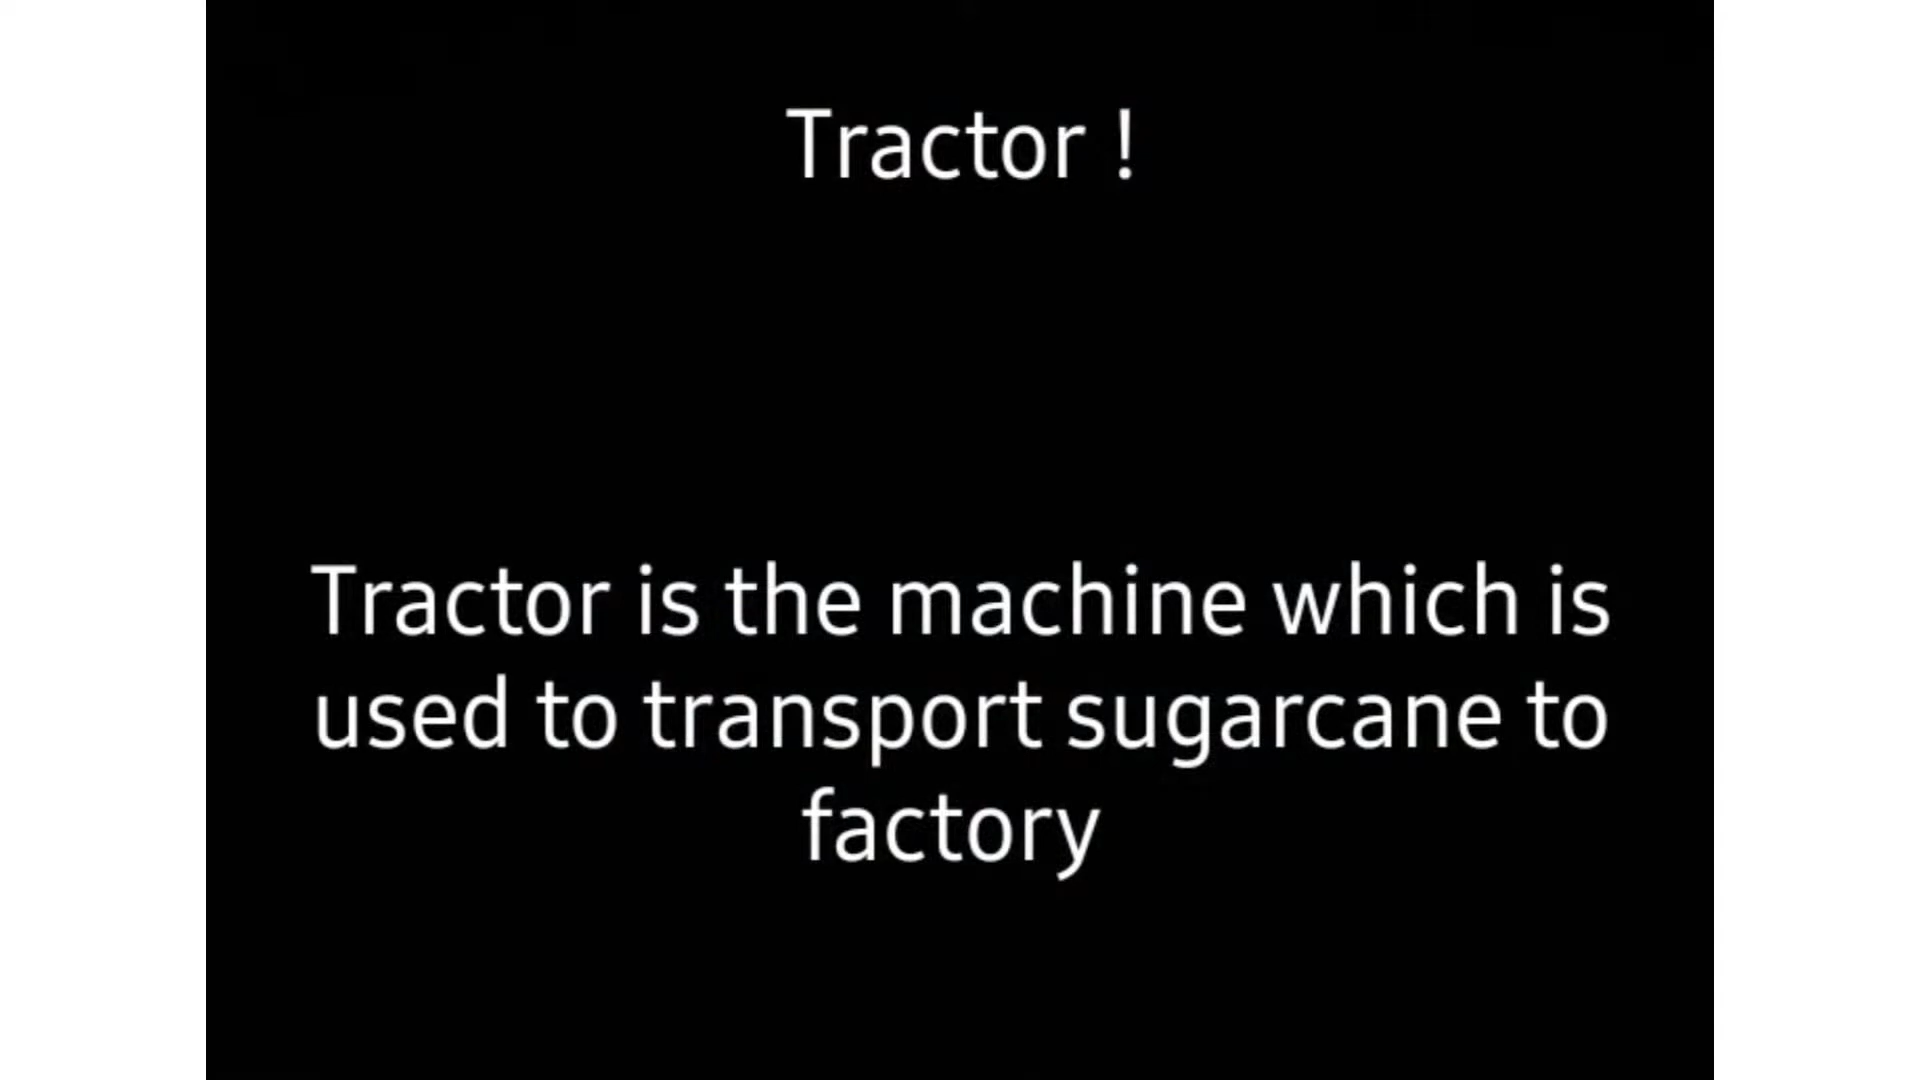 Tractor !
Tractor is the machine which is
used to transport sugarcane to
factory